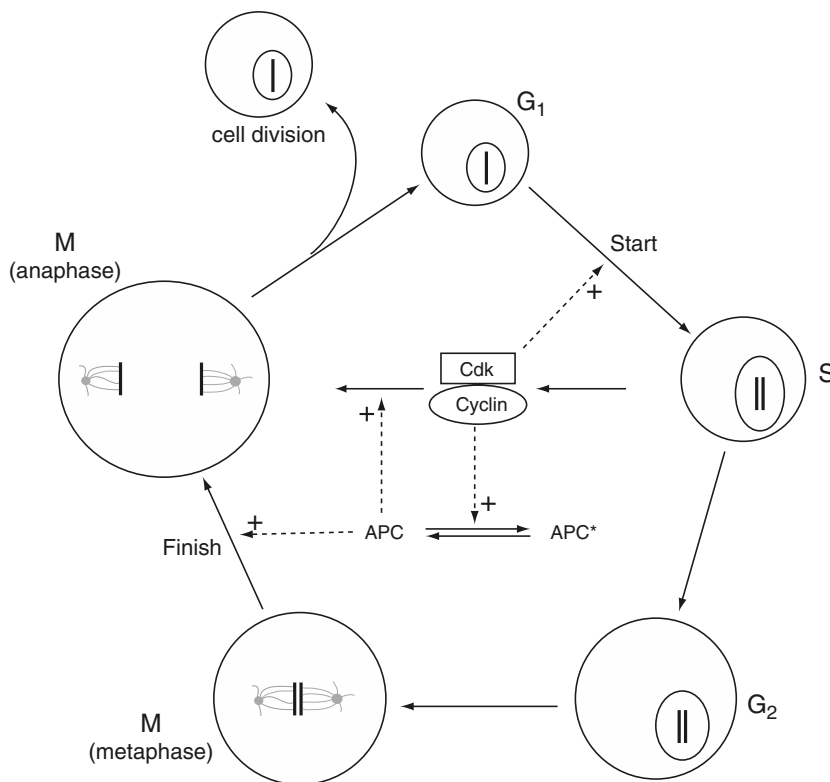 cell division
G₁
Start
M
(anaphase)
+
Cdk
Cyclin
S
+
+
+
APC
APC*
Finish
G₂
M
(metaphase)